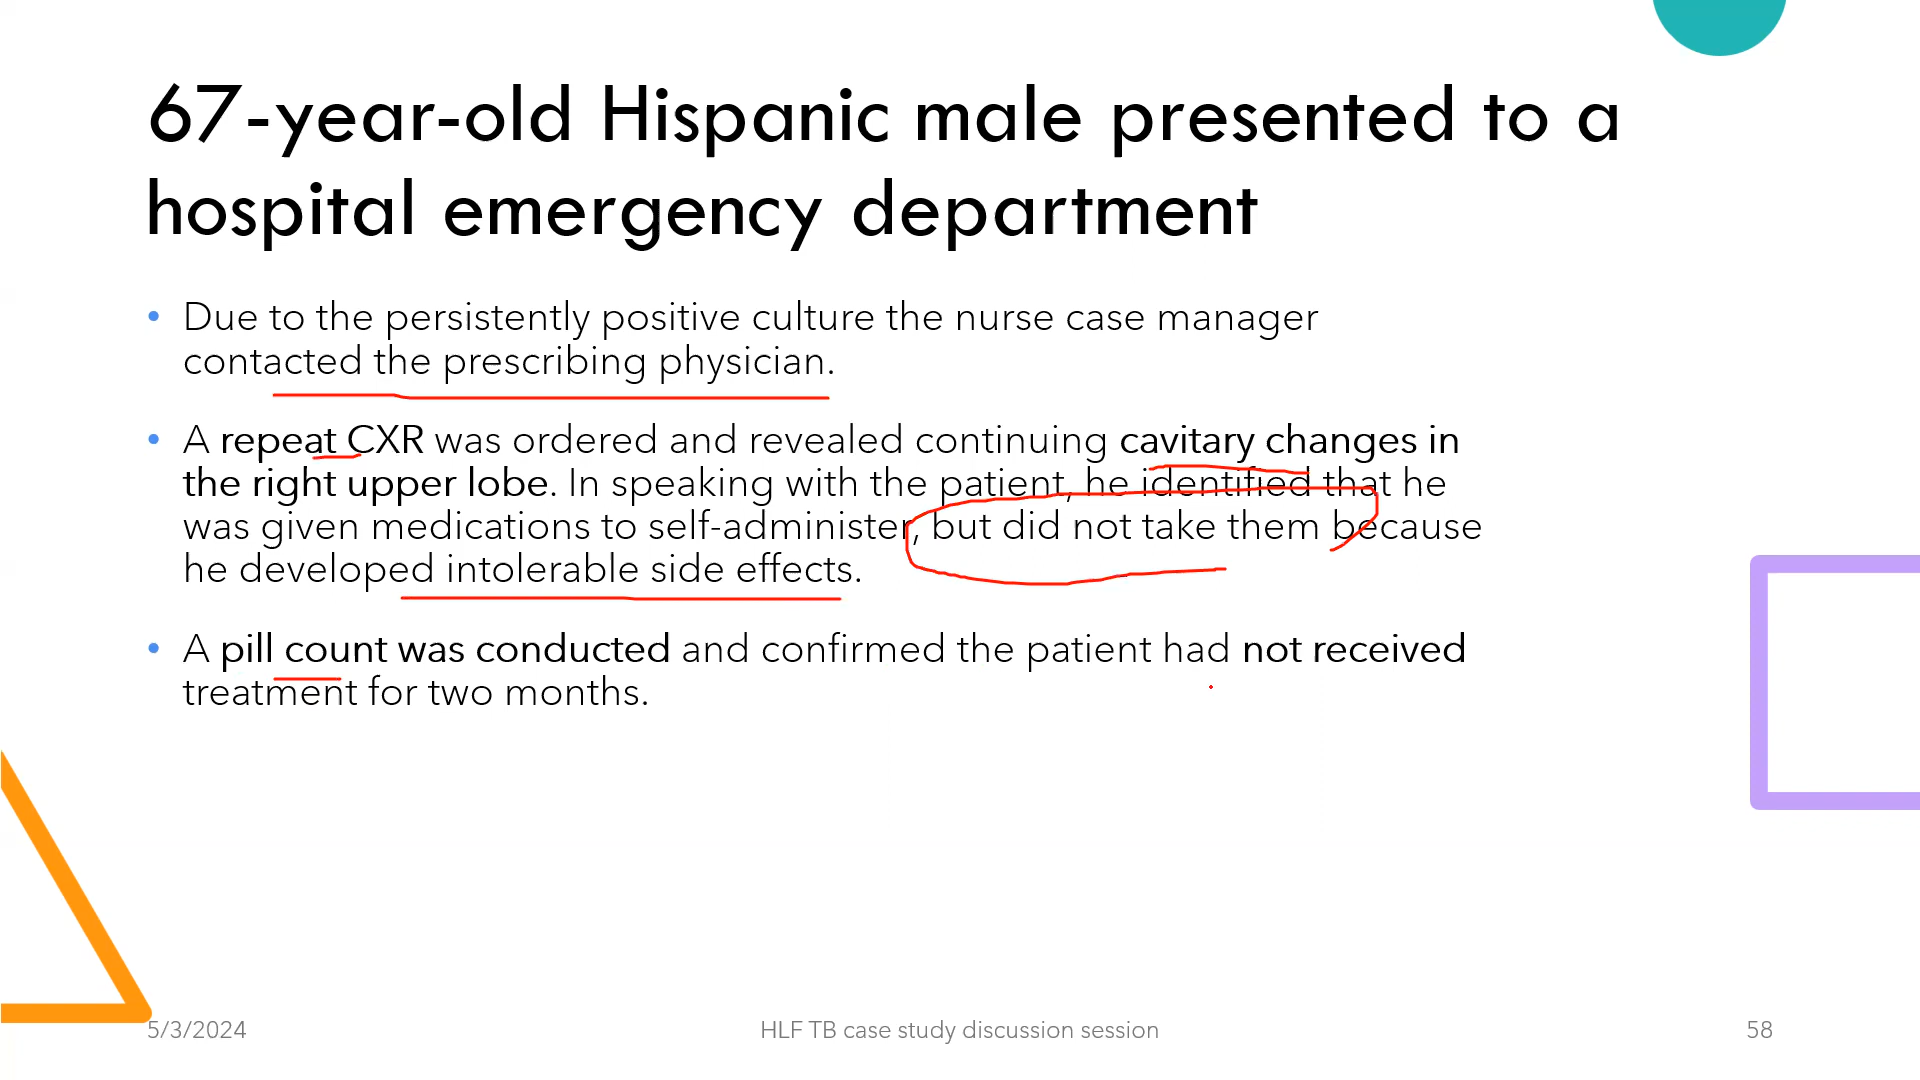 67-year-old Hispanic male presented to a
hospital emergency department
• Due to the persistently positive culture the nurse case manager
contacted the prescribing physician.
• A repeat CXR was ordered and revealed continuing cavitary changes in
the right upper lobe. In speaking with the patient, he identified that he
was given medications to self-administer, but did not take them because
he developed intolerable side effects.
• A pill count was conducted and confirmed the patient had not received
treatment for two months.
5/3/2024
HLF TB case study discussion session
58